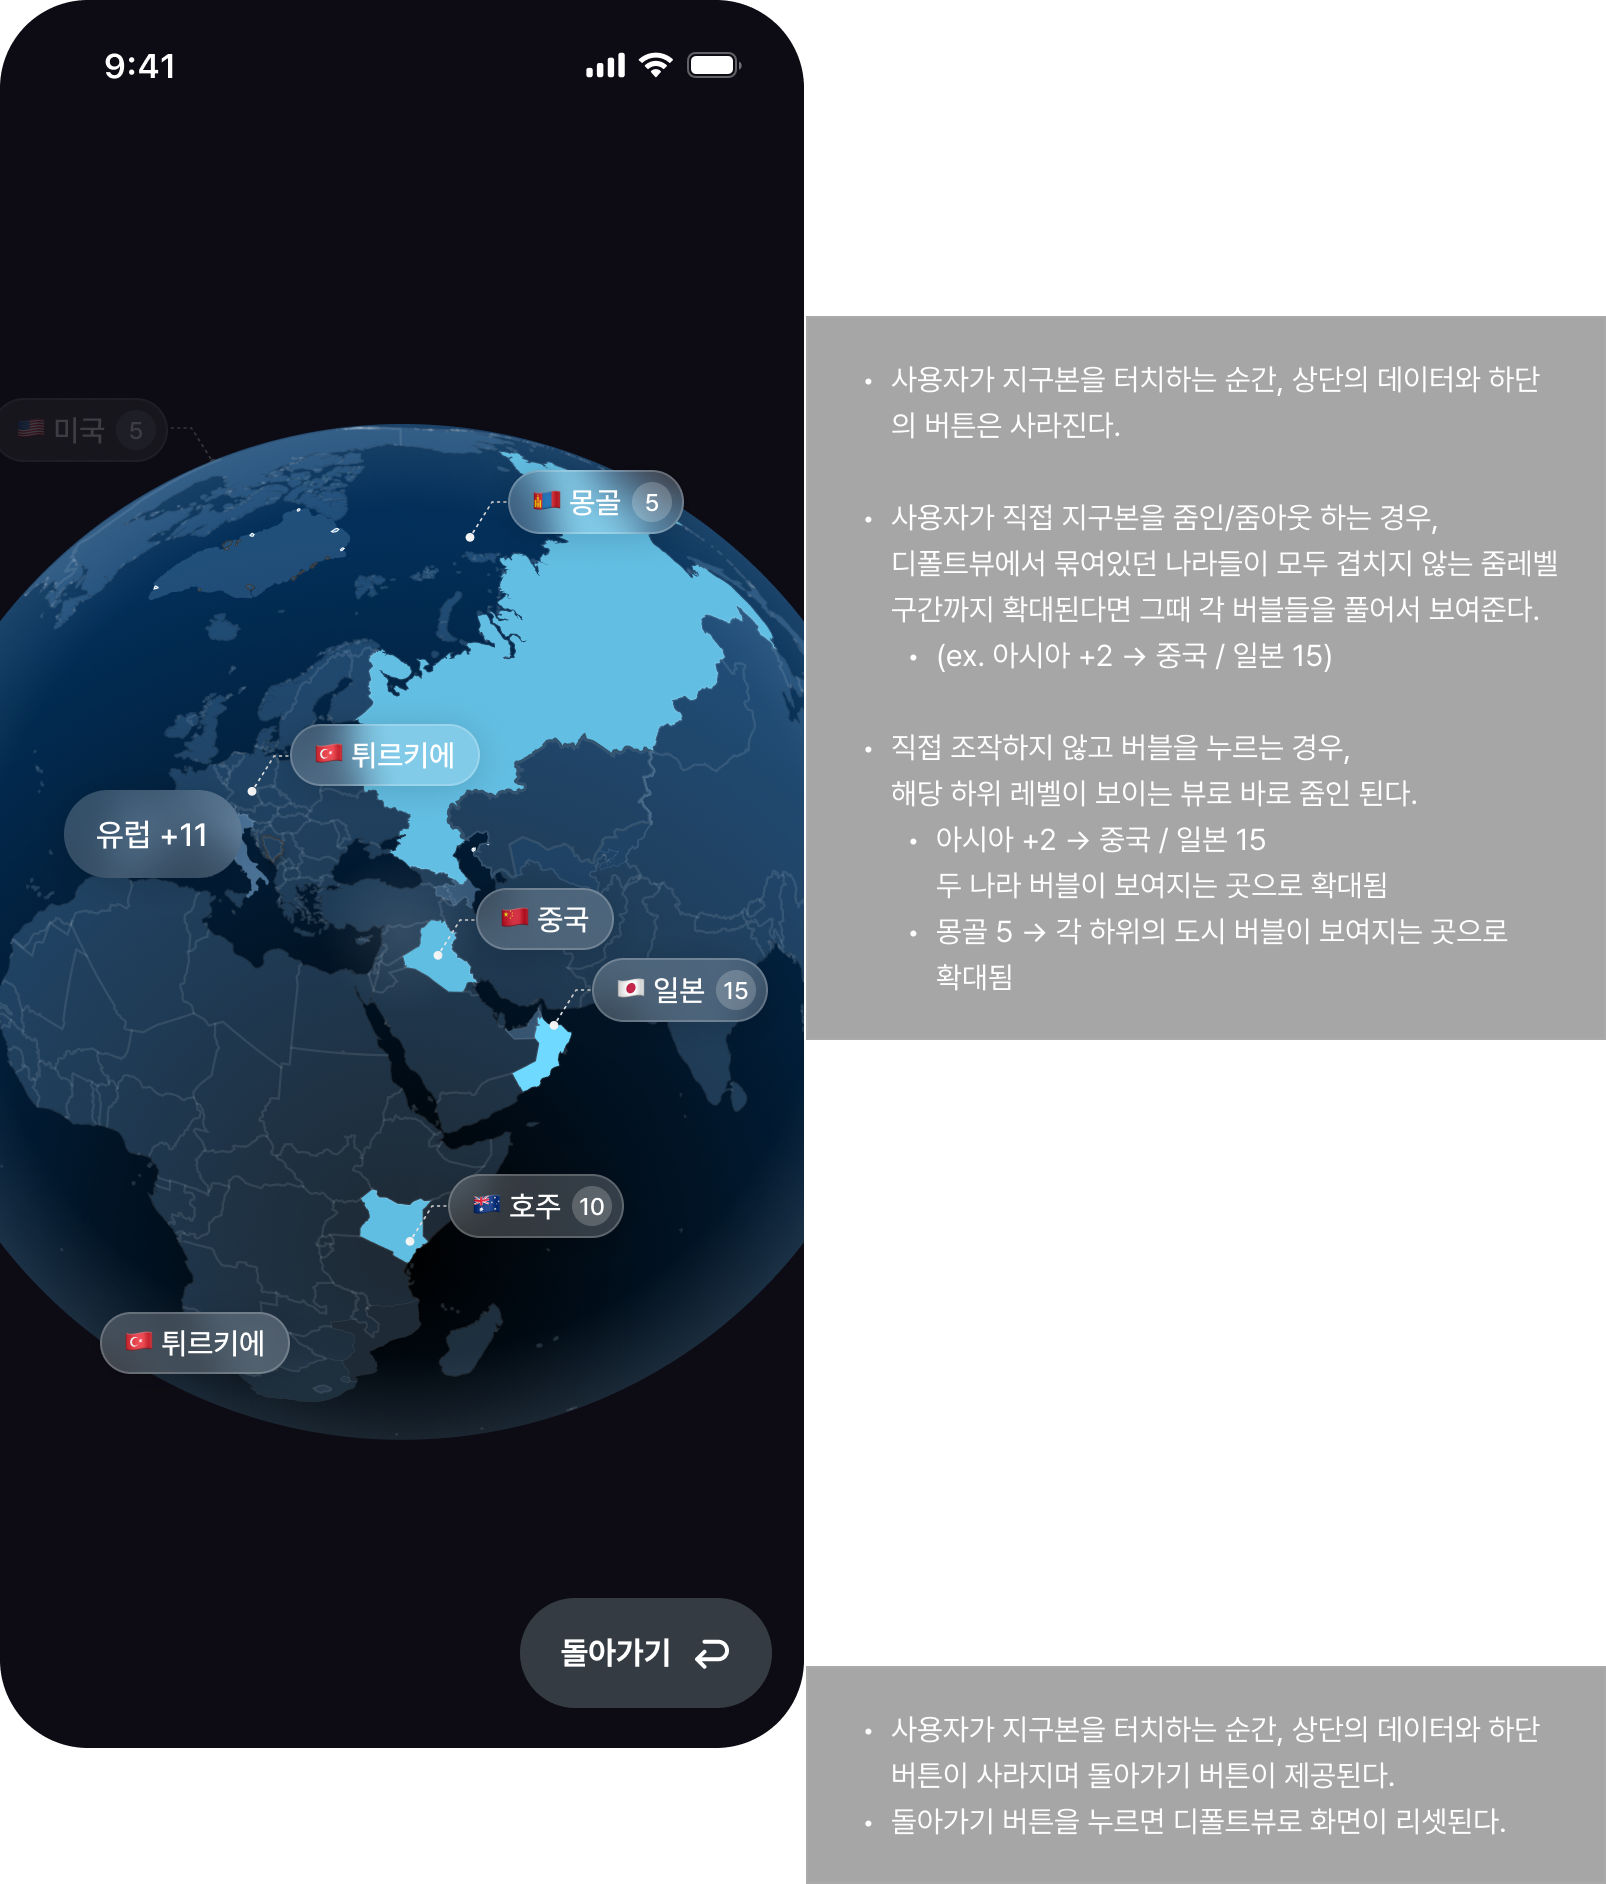 9:41
미국 5
몽골 5
튀르키에
유럽 +11
중국
일본 15
호주 10
튀르키에
돌아가기
• 사용자가 지구본을 터치하는 순간, 상단의 데이터와 하단
의 버튼은 사라진다.
• 사용자가 직접 지구본을 줌인/줌아웃 하는 경우,
디폴트뷰에서 묶여있던 나라들이 모두 겹치지 않는 줌레벨
구간까지 확대된다면 그때 각 버블들을 풀어서 보여준다.
• (ex. 아시아 +2 → 중국 / 일본 15)
• 직접 조작하지 않고 버블을 누르는 경우,
해당 하위 레벨이 보이는 뷰로 바로 줌인 된다.
• 아시아 +2 → 중국 / 일본 15
두 나라 버블이 보여지는 곳으로 확대됨
• 몽골 5 → 각 하위의 도시 버블이 보여지는 곳으로
확대됨
• 사용자가 지구본을 터치하는 순간, 상단의 데이터와 하단
버튼이 사라지며 돌아가기 버튼이 제공된다.
• 돌아가기 버튼을 누르면 디폴트뷰로 화면이 리셋된다.